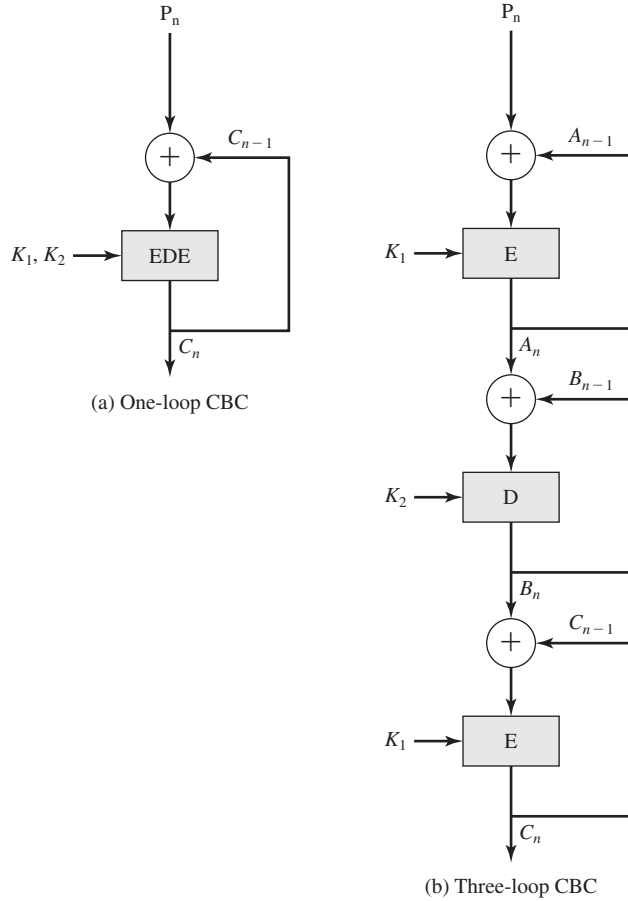 P_n
C_{n−1}
K_1, K_2
EDE
C_n
(a) One-loop CBC
P_n
A_{n−1}
K_1
E
A_n
B_{n−1}
K_2
D
B_n
C_{n−1}
K_1
E
C_n
(b) Three-loop CBC